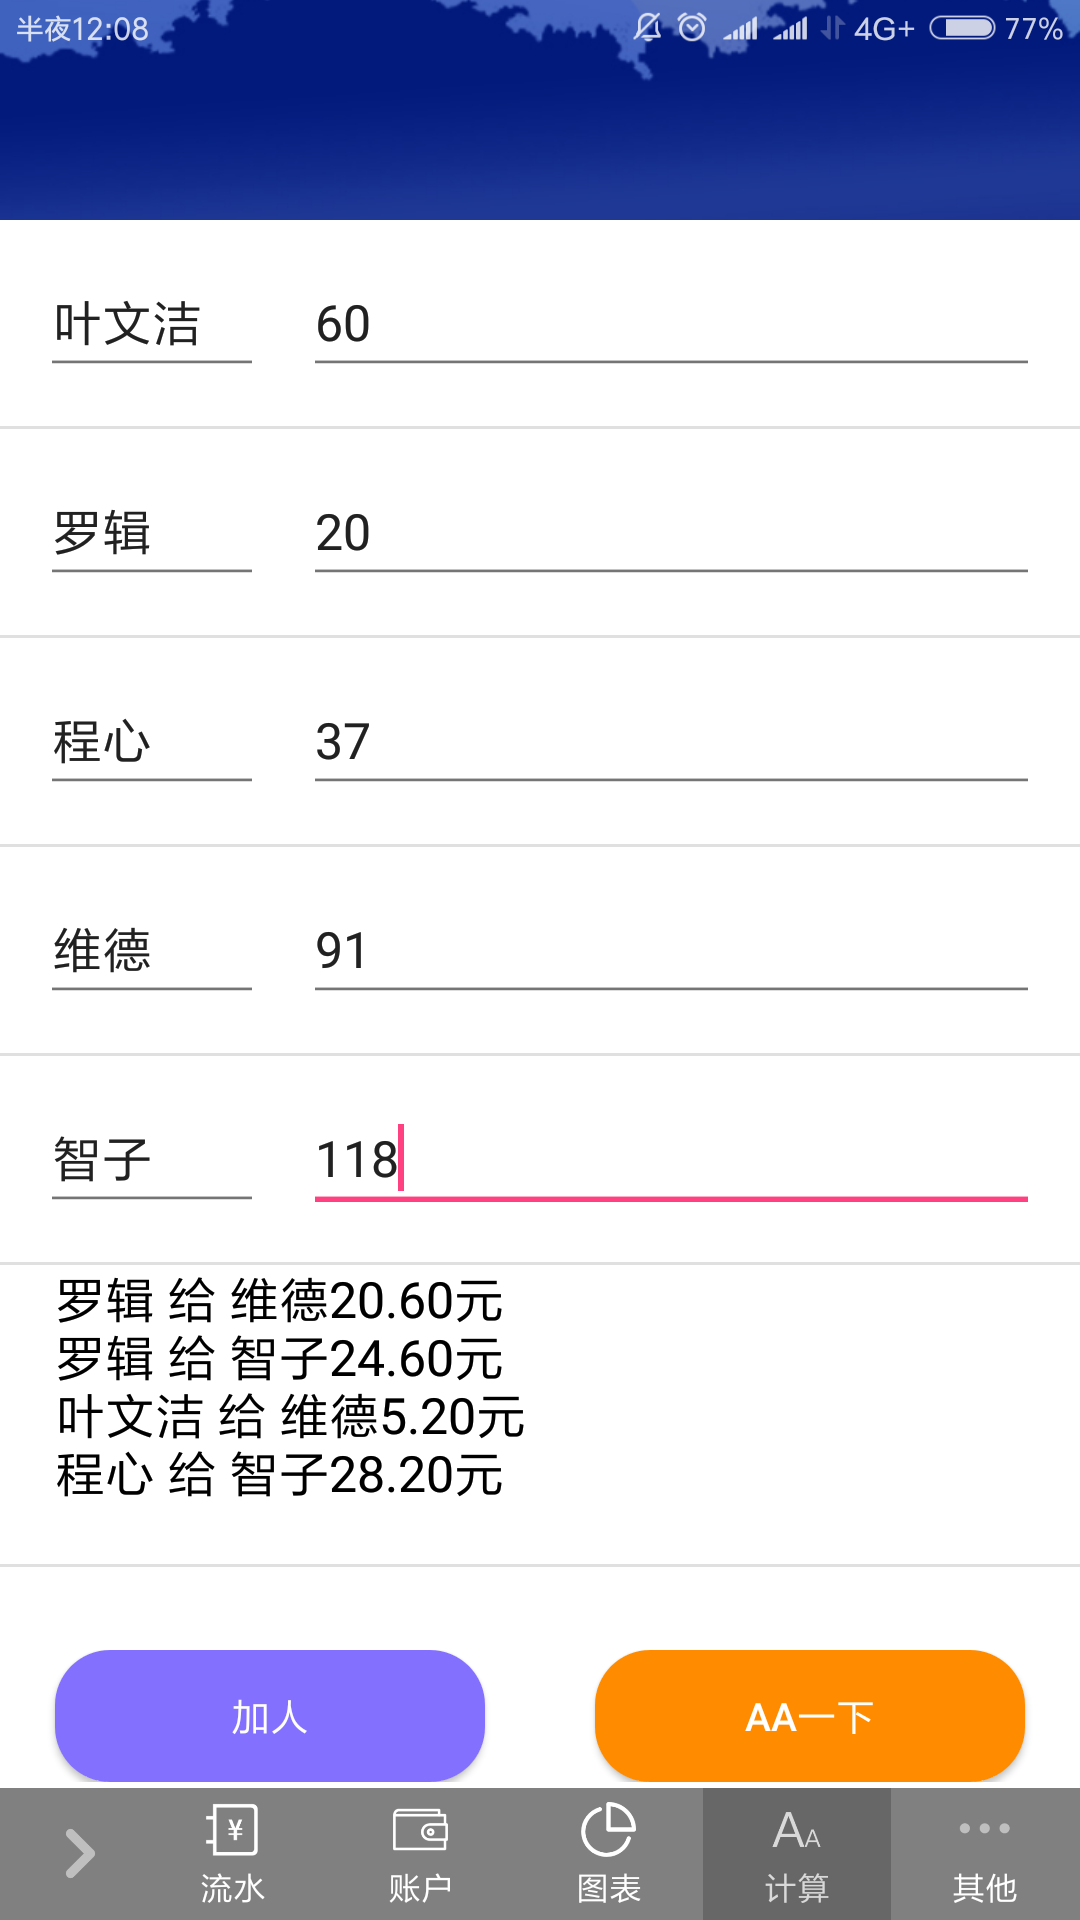 半夜12:08 4G+ 77%
叶文洁 60
罗辑 20
程心 37
维德 91
智子 118
罗辑 给 维德20.60元
罗辑 给 智子24.60元
叶文洁 给 维德5.20元
程心 给 智子28.20元
加人 AA一下
流水 账户 图表 计算 其他